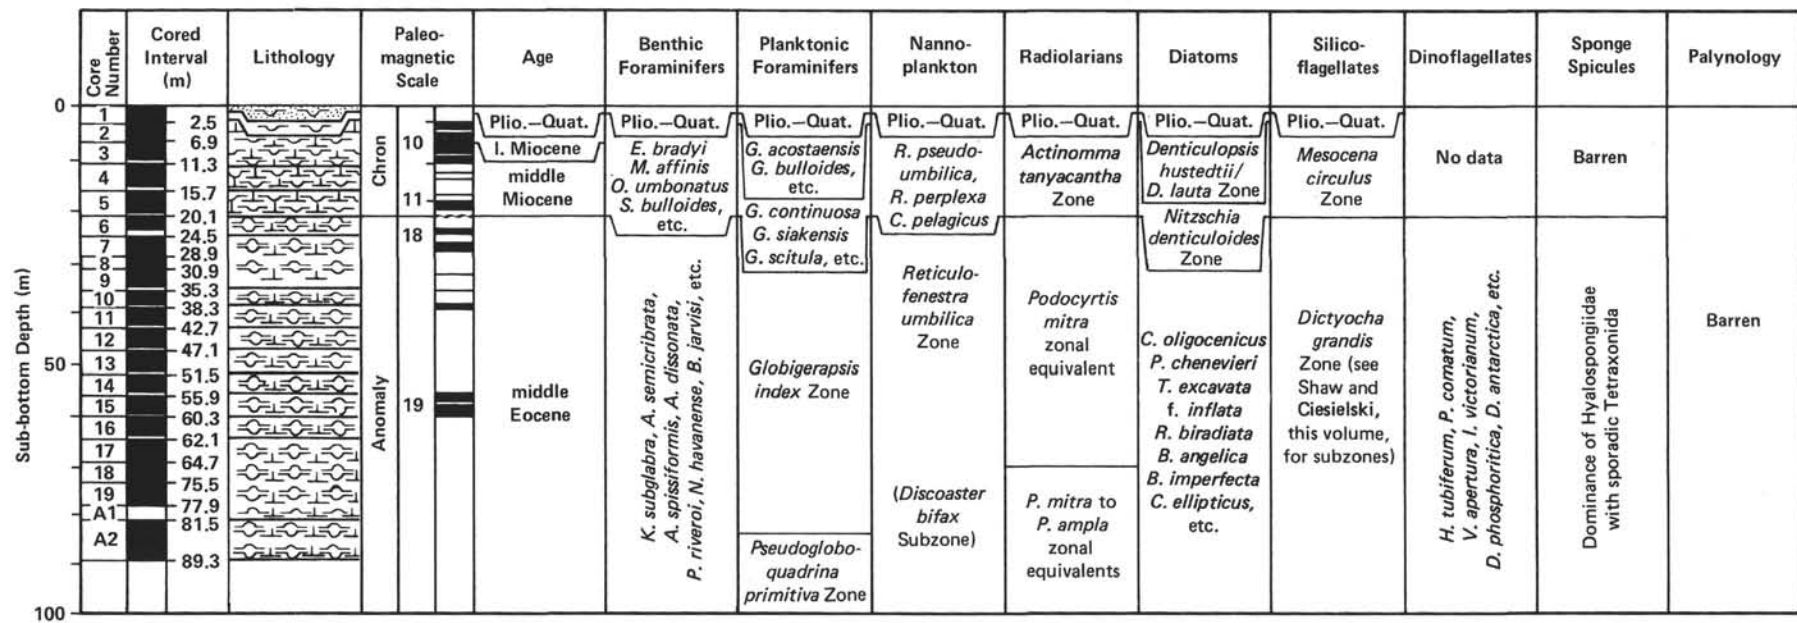 Core Number
Cored Interval (m)
Lithology
Paleo-
magnetic
Scale
Age
Benthic
Foraminifers
Planktonic
Foraminifers
Nanno-
plankton
Radiolarians
Diatoms
Silico-
flagellates
Dinoflagellates
Sponge
Spicules
Palynology
Sub-bottom Depth (m)
0
50
100
1
2
3
4
5
6
7
8
9
10
11
12
13
14
15
16
17
18
19
A1
A2
2.5
6.9
11.3
15.7
20.1
24.5
28.9
30.9
35.3
38.3
42.7
47.1
51.5
55.9
60.3
62.1
64.7
75.5
77.9
81.5
89.3
Chron
Anomaly
10
11
18
19
Plio.—Quat.
l. Miocene
middle
Miocene
middle
Eocene
Plio.—Quat.
E. bradyi
M. affinis
O. umbonatus
S. bulloides,
etc.
K. subglabra, A. semicribrata,
A. spissiformis, A. dissonata,
P. riveroi, N. havanense, B. jarvisi, etc.
Plio.—Quat.
G. acostaensis
G. bulloides,
etc.
G. continuosa
G. siakensis
G. scitula, etc.
Globigerapsis
index Zone
Pseudoglobo-
quadrina
primitiva Zone
Plio.—Quat.
R. pseudo-
umbilica,
R. perplexa
C. pelagicus
Reticulo-
fenestra
umbilica
Zone
(Discoaster
bifax
Subzone)
Plio.—Quat.
Actinomma
tanyacantha
Zone
Podocyrtis
mitra
zonal
equivalent
P. mitra to
P. ampla
zonal
equivalents
Plio.—Quat.
Denticulopsis
hustedtii/
D. lauta Zone
Nitzschia
denticuloides
Zone
C. oligocenicus
P. chenevieri
T. excavata
f. inflata
R. biradiata
B. angelica
B. imperfecta
C. ellipticus,
etc.
Plio.—Quat.
Mesocena
circulus
Zone
Dictyocha
grandis
Zone (see
Shaw and
Ciesielski,
this volume,
for subzones)
No data
H. tubiferum, P. comatum,
V. apertura, I. victorianum,
D. phosphoritica, D. antarctica, etc.
Barren
Dominance of Hyalospongiidae
with sporadic Tetraxonida
Barren